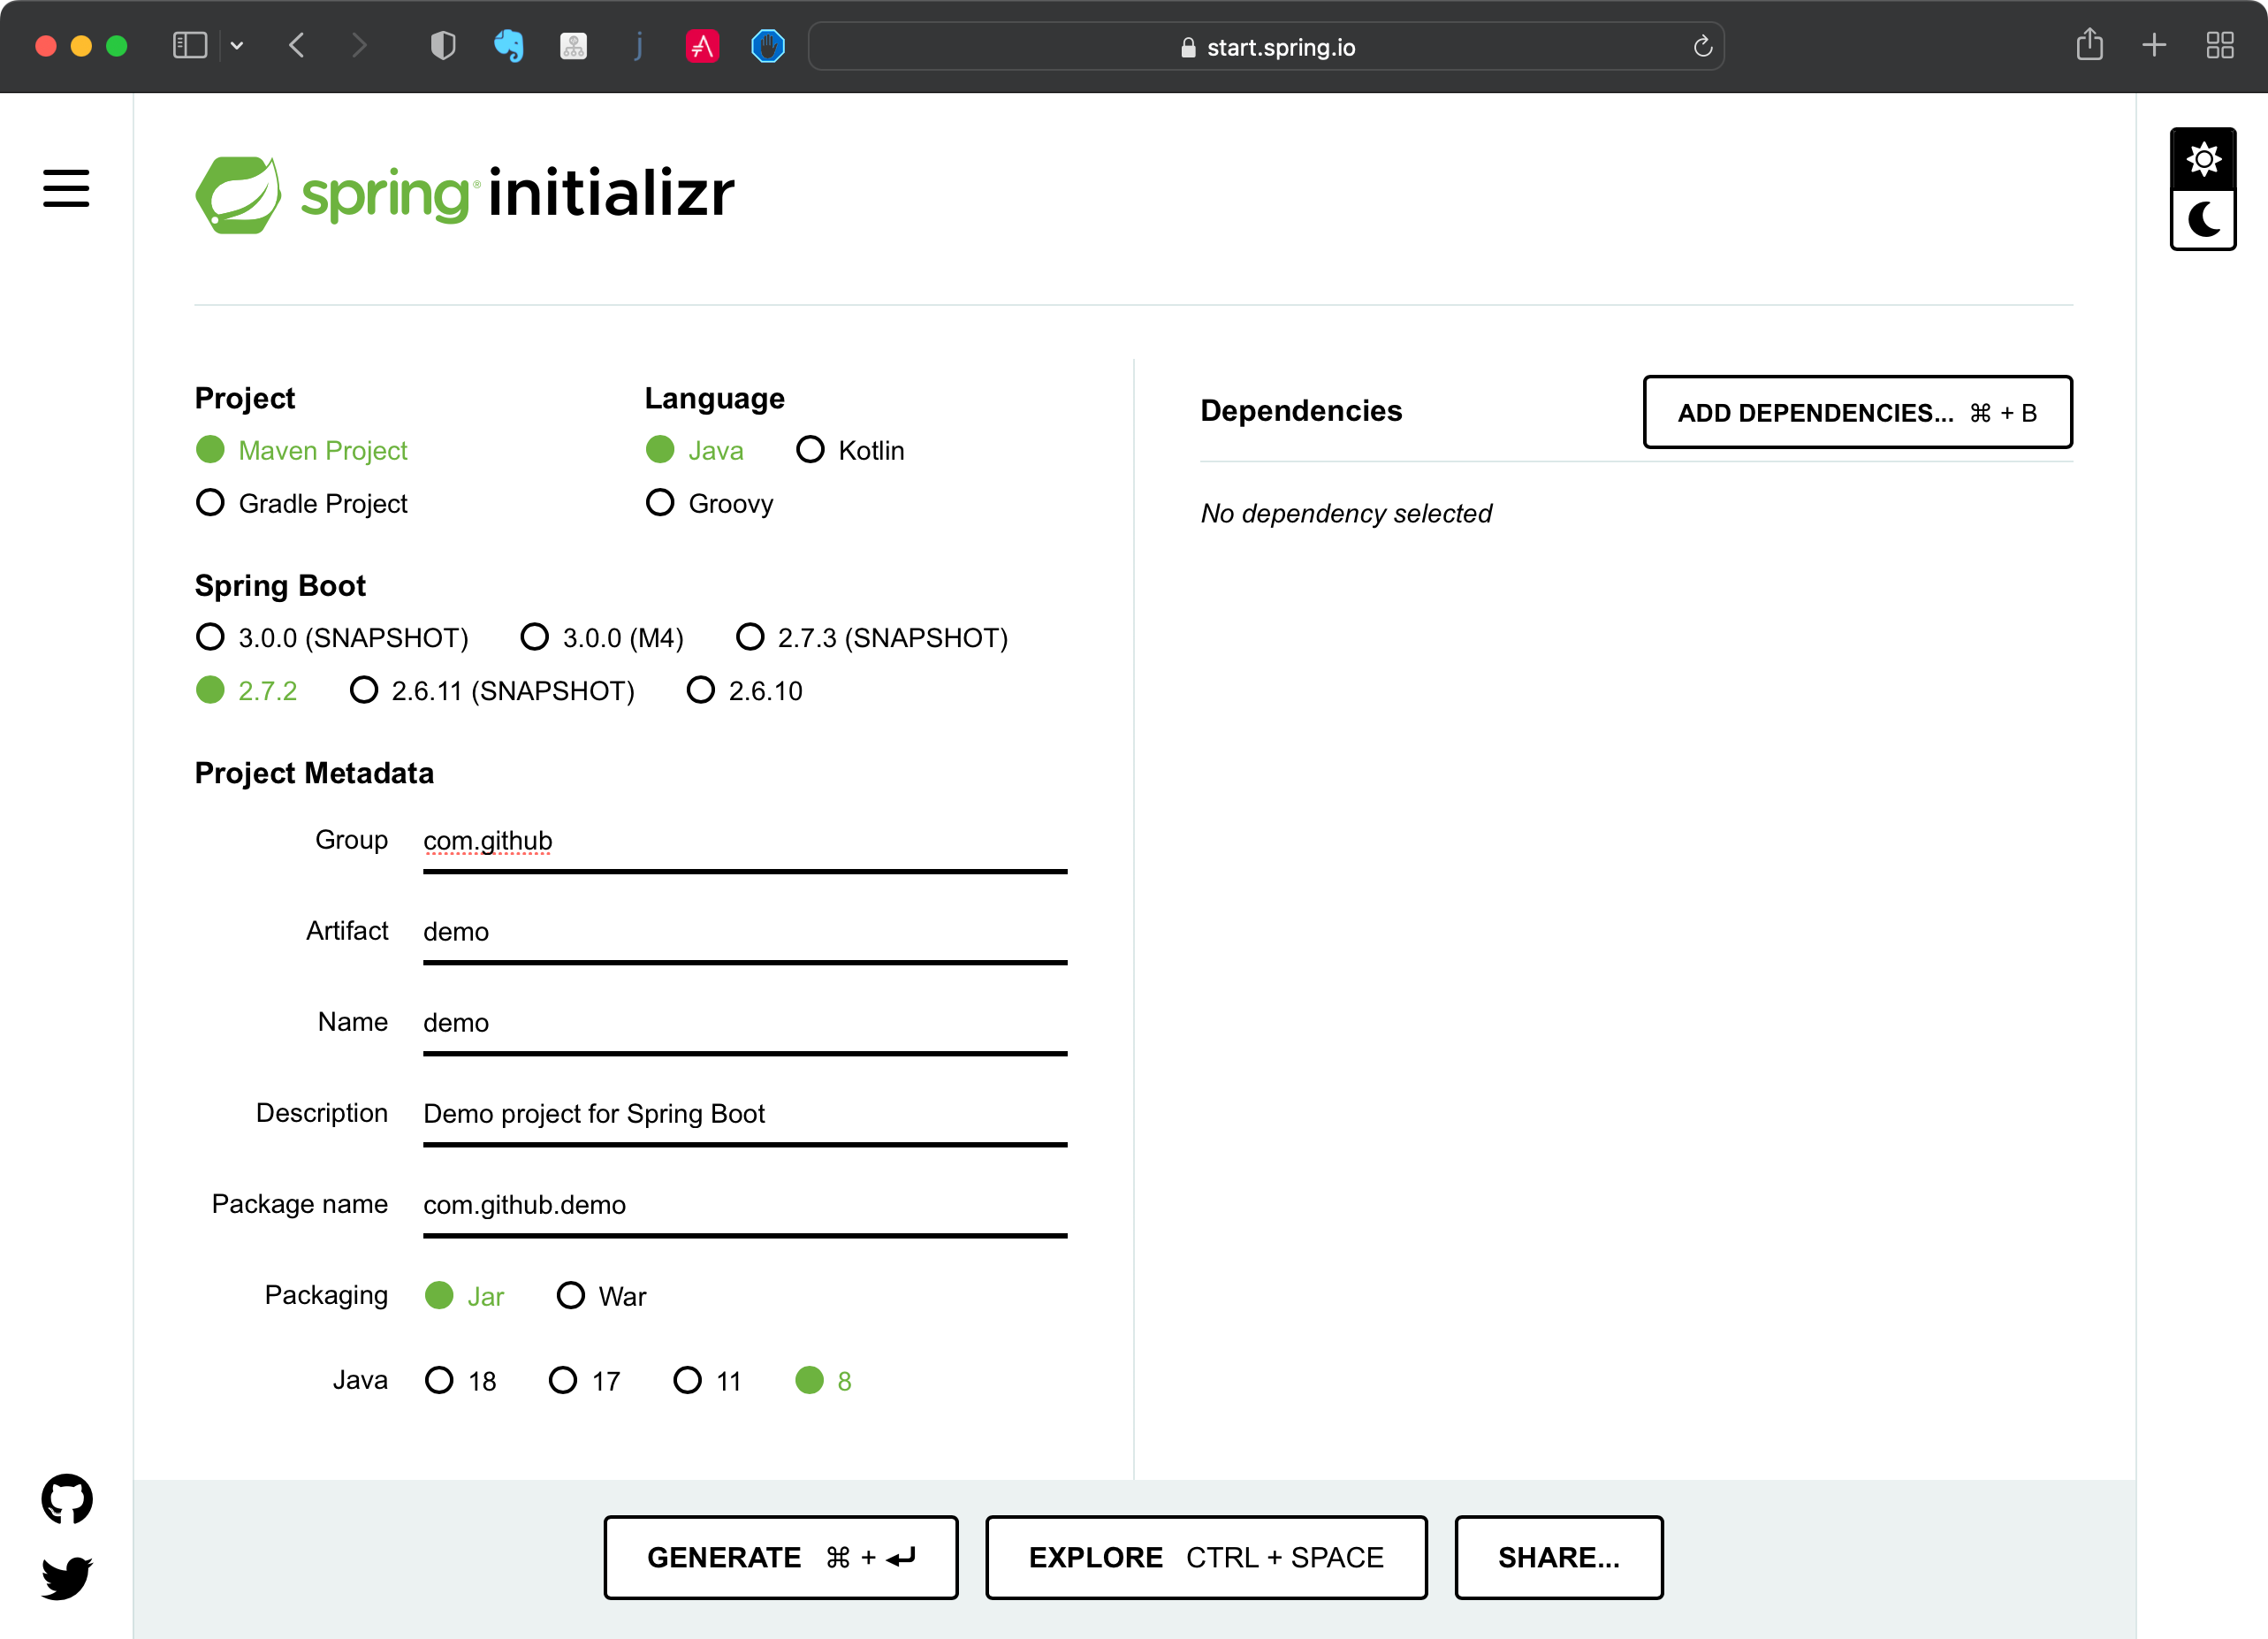 start.spring.io
spring® initializr
Project
Maven Project
Gradle Project
Language
Java Kotlin
Groovy
Spring Boot
3.0.0 (SNAPSHOT) 3.0.0 (M4) 2.7.3 (SNAPSHOT)
2.7.2 2.6.11 (SNAPSHOT) 2.6.10
Project Metadata
Group com.github
Artifact demo
Name demo
Description Demo project for Spring Boot
Package name com.github.demo
Packaging Jar War
Java 18 17 11 8
Dependencies
ADD DEPENDENCIES... ⌘ + B
No dependency selected
GENERATE ⌘ + ↵
EXPLORE CTRL + SPACE
SHARE...